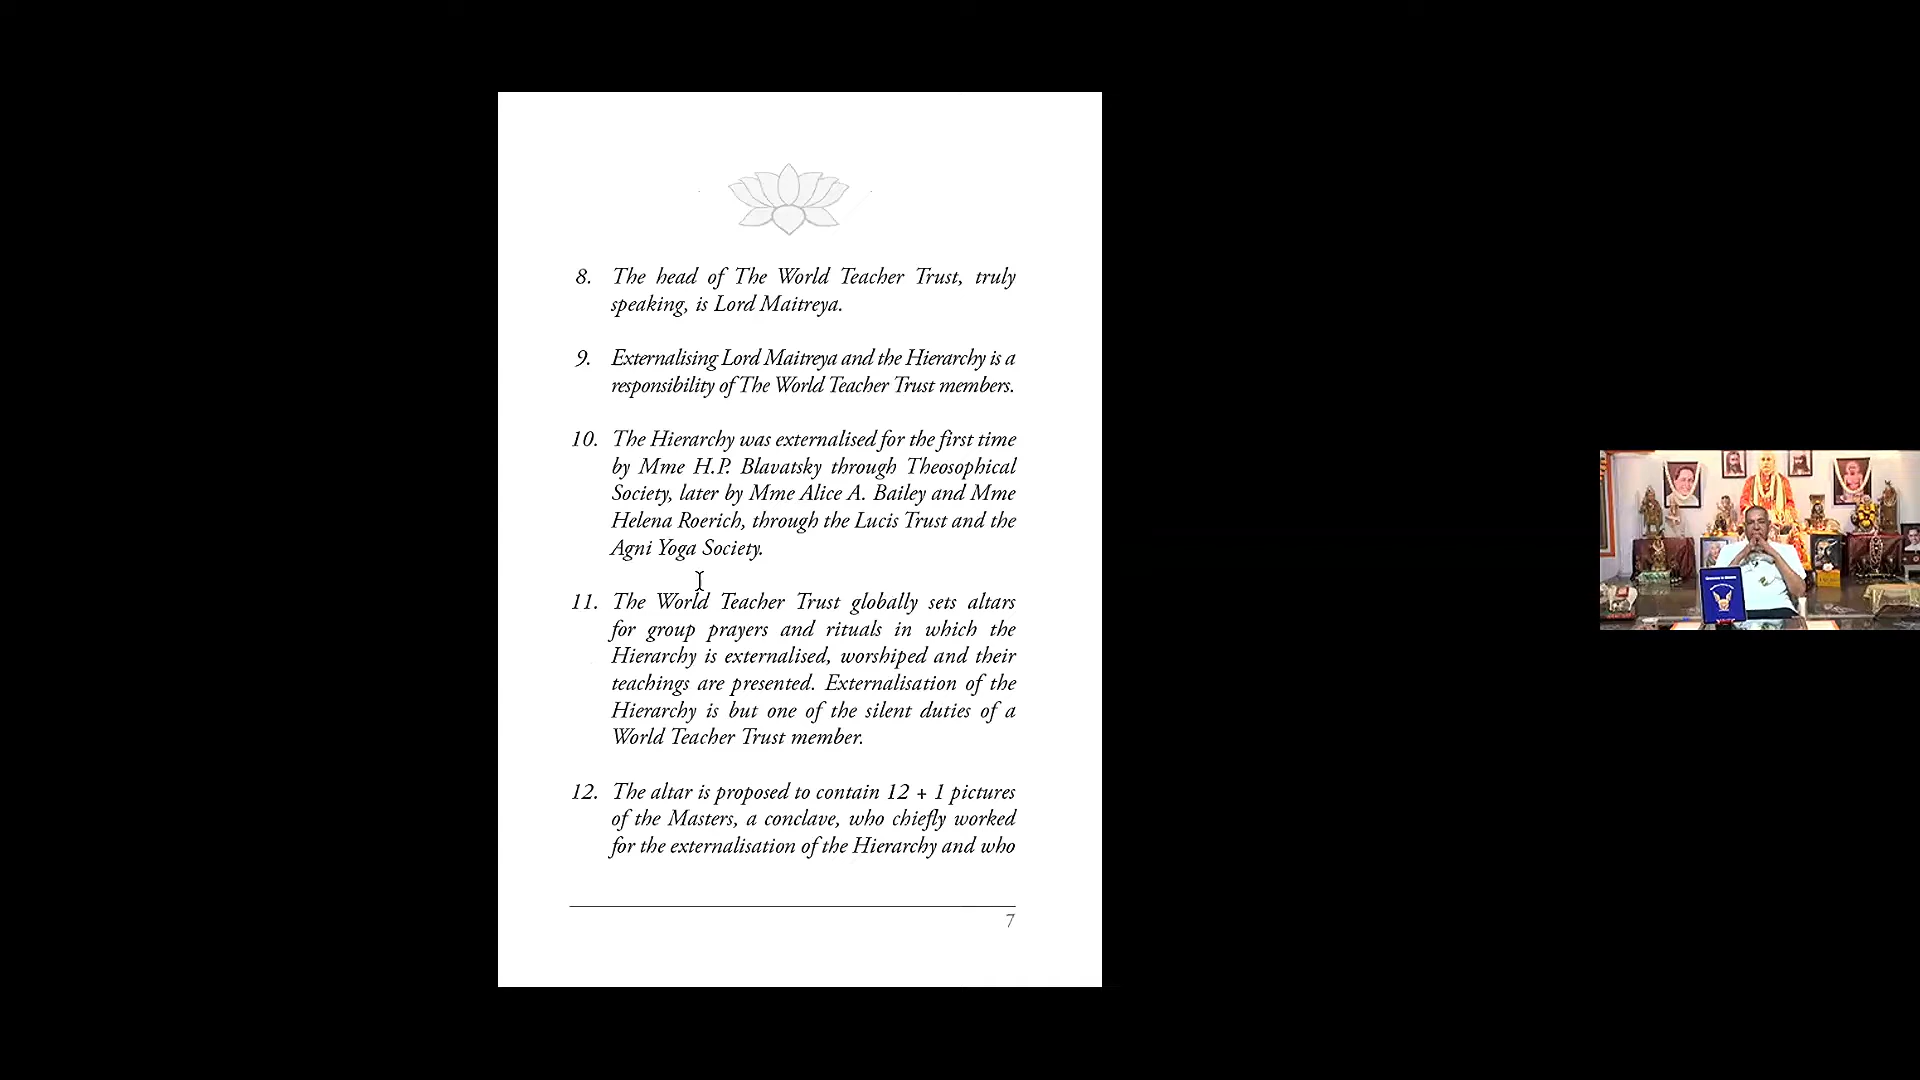 8. The head of The World Teacher Trust, truly
speaking, is Lord Maitreya.
9. Externalising Lord Maitreya and the Hierarchy is a
responsibility of The World Teacher Trust members.
10. The Hierarchy was externalised for the first time
by Mme H.P. Blavatsky through Theosophical
Society, later by Mme Alice A. Bailey and Mme
Helena Roerich, through the Lucis Trust and the
Agni Yoga Society.
11. The World Teacher Trust globally sets altars
for group prayers and rituals in which the
Hierarchy is externalised, worshiped and their
teachings are presented. Externalisation of the
Hierarchy is but one of the silent duties of a
World Teacher Trust member.
12. The altar is proposed to contain 12 + 1 pictures
of the Masters, a conclave, who chiefly worked
for the externalisation of the Hierarchy and who
7